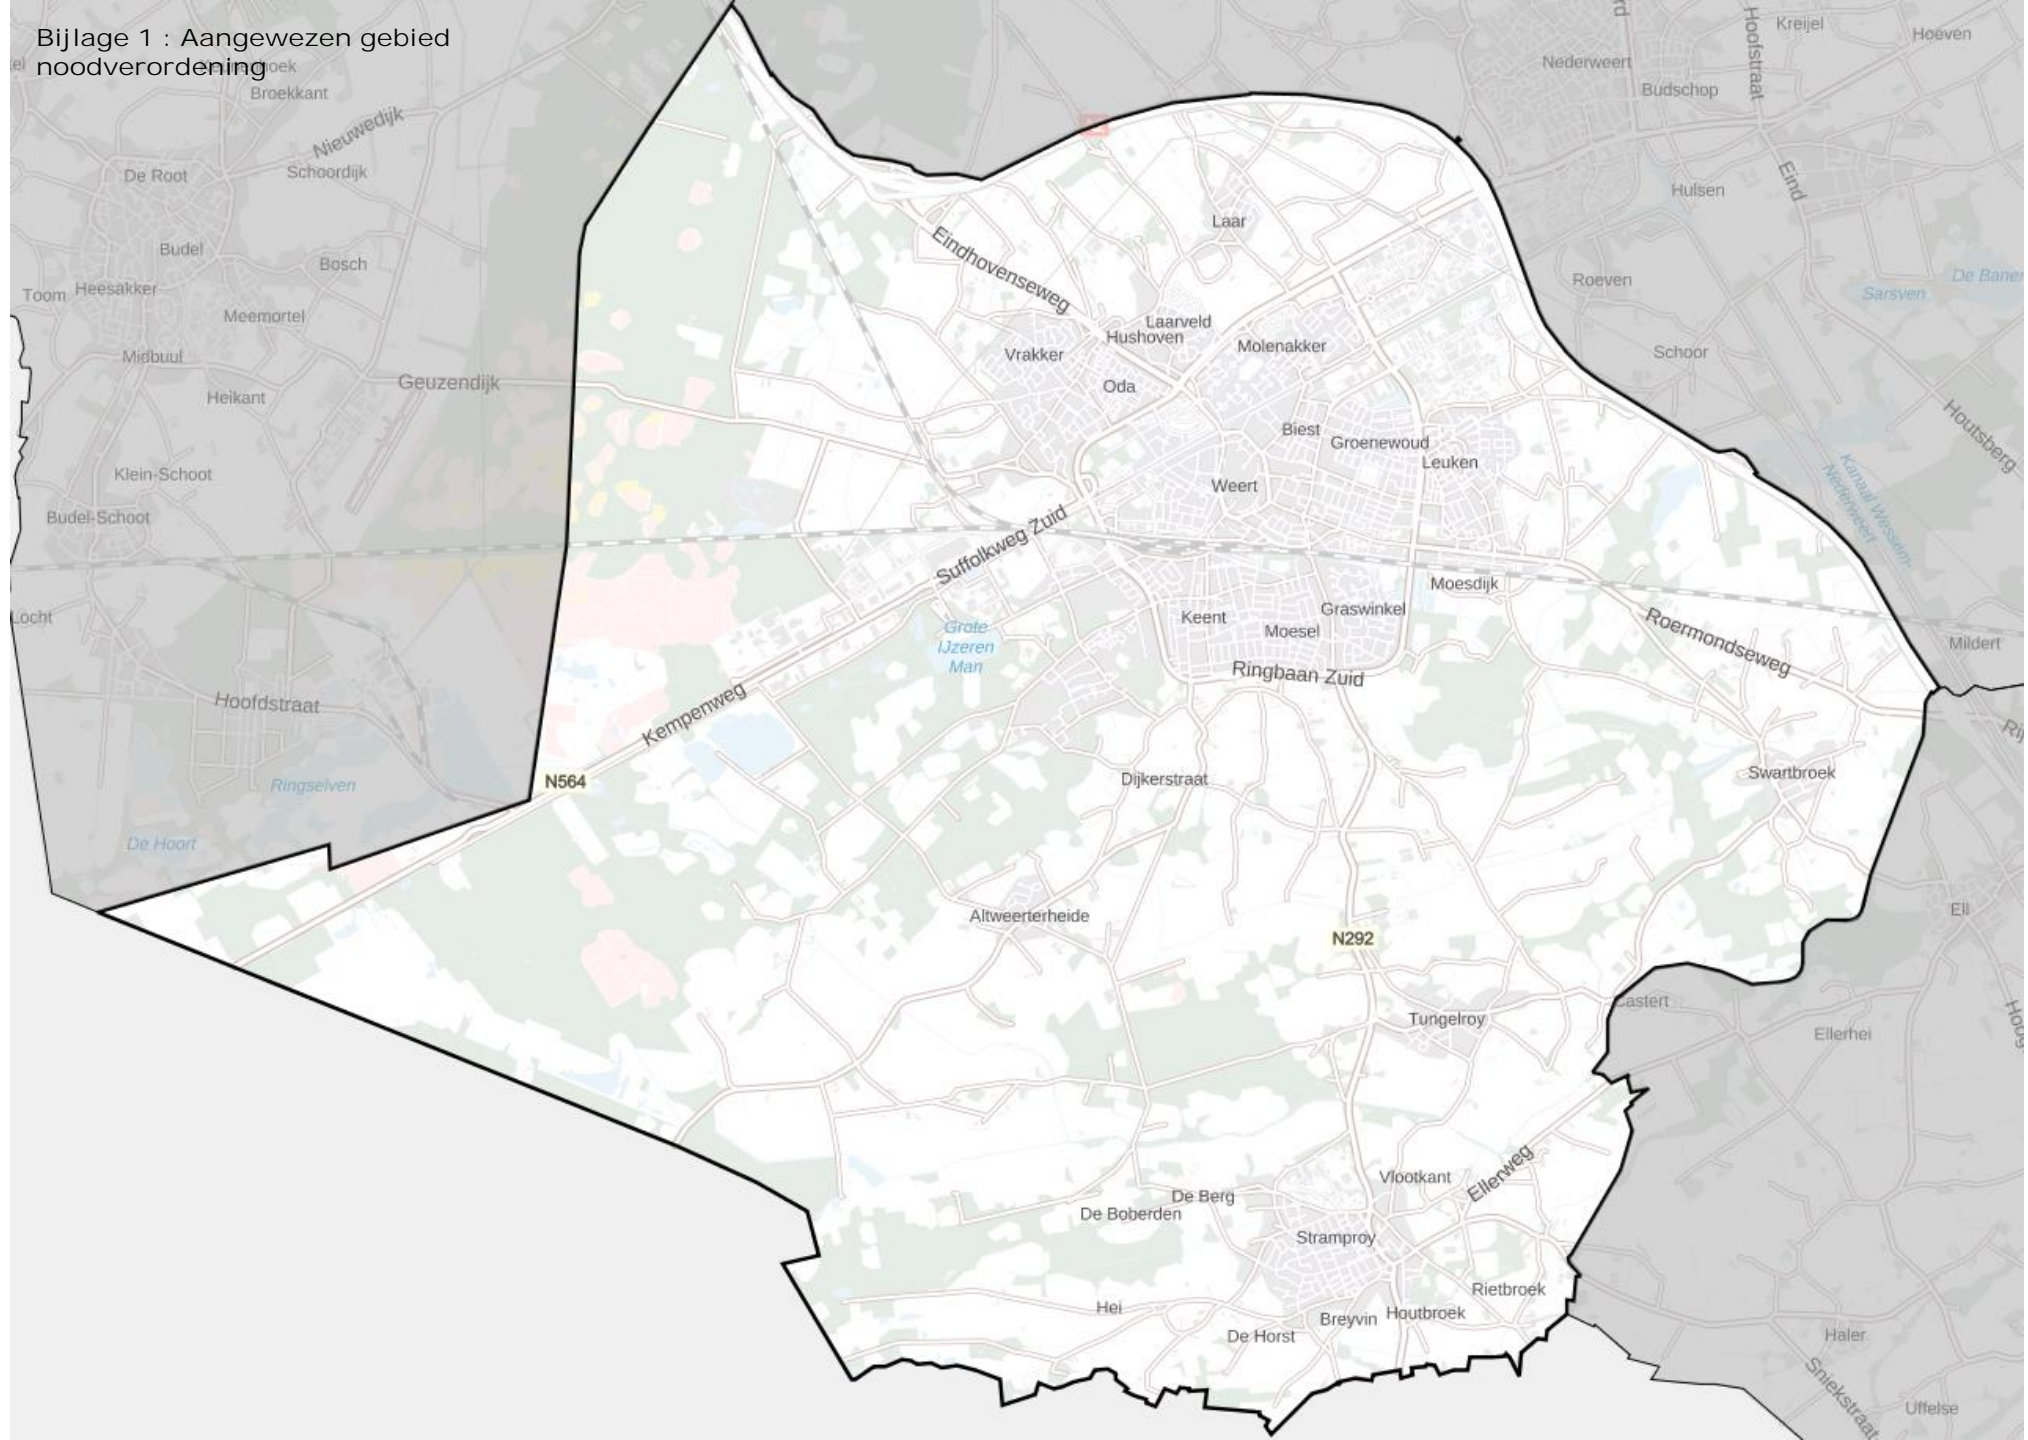 Bijlage 1 : Aangewezen gebied
noodverordening
Broekkant
Nieuwedijk
Schoordijk
De Root
Budel
Bosch
Toom
Heesakker
Meemortel
Midbuul
Heikant
Geuzendijk
Klein-Schoot
Budel-Schoot
Locht
Hoofdstraat
Ringselven
De Hoort
Kreijel
Hoeven
Hoofstraat
Nederweert
Budschop
Eind
Hulsen
Roeven
De Banen
Sarsven
Schoor
Houtsberg
Kanaal Wessem-
Nederweert
Laar
Eindhovenseweg
Laarveld
Hushoven
Vrakker
Molenakker
Oda
Biest
Groenewoud
Leuken
Weert
Suffolkweg Zuid
Moesdijk
Keent
Graswinkel
Moesel
Grote
IJzeren
Man
Roermondseweg
Mildert
Ringbaan Zuid
Kempenweg
N564
Dijkerstraat
Swartbroek
Altweerterheide
N292
Ell
Castert
Tungelroy
Ellerhei
Vlootkant
Ellerweg
De Berg
De Boberden
Stramproy
Rietbroek
Hei
Houtbroek
Breyvin
De Horst
Haler
Sniekstraat
Uffelse